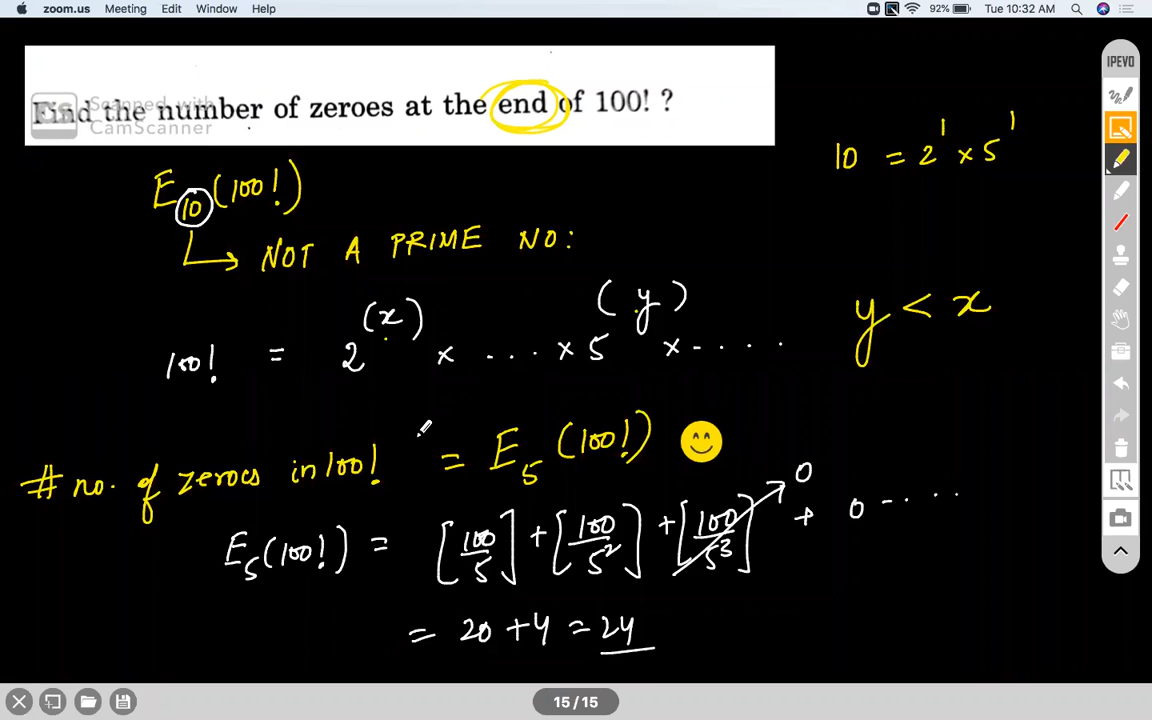 zoom.us Meeting Edit Window Help 92% Tue 10:32 AM
IPEVO
Scanned with
CamScanner
Find the number of zeroes at the end of 100! ?
10 = 2^1 × 5^1
E_10 (100!)
NOT A PRIME NO:
100! = 2^(x) × ... × 5^(y) × - . . . .
y < x
# no. of zeroes in 100! = E_5 (100!)
E_5 (100!) = [100/5] + [100/5^2] + [100/5^3] → 0 + 0 - . . . .
= 20 + 4 = 24
15 / 15